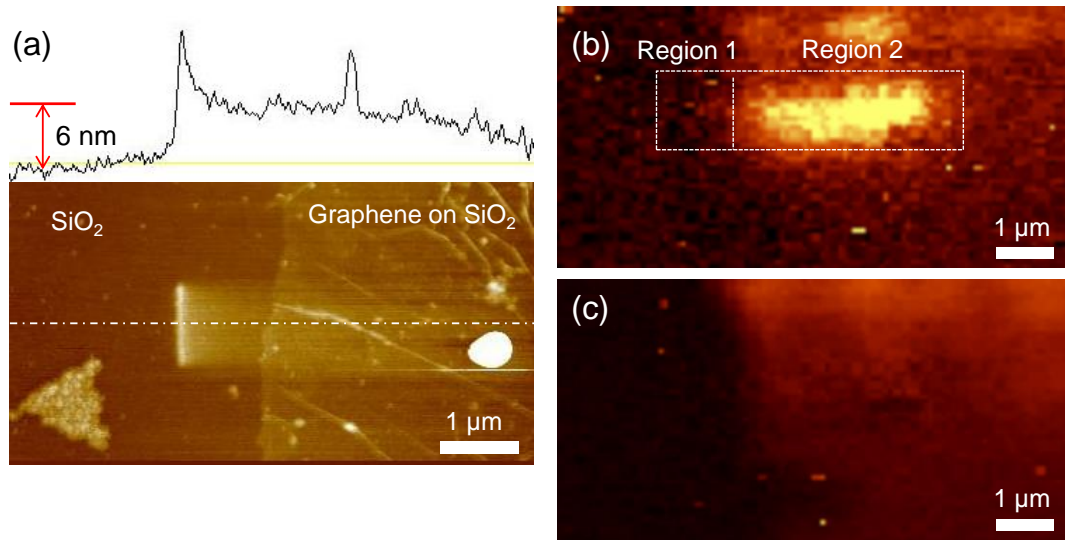 (a)
6 nm
SiO₂
Graphene on SiO₂
1 µm
(b)
Region 1
Region 2
1 µm
(c)
1 µm